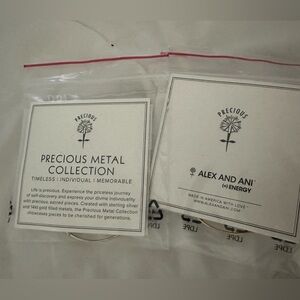 PRECIOUS
PRECIOUS METAL
COLLECTION
TIMELESS | INDIVIDUAL | MEMORABLE
Life is precious. Experience the priceless journey
of self-discovery and express your divine individuality
with precious, sacred pieces. Created with sterling silver
and 14kt gold filled metals, the Precious Metal Collection
showcases pieces to be cherished for generations.
PRECIOUS
ALEX AND ANI
(+) ENERGY
MADE IN AMERICA WITH LOVE
WWW.ALEXANDANI.COM
LDPE
LDPE
LDPE